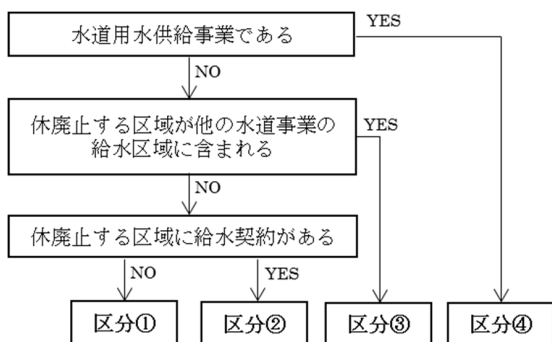 水道用水供給事業である
YES
NO
休廃止する区域が他の水道事業の
給水区域に含まれる
YES
NO
休廃止する区域に給水契約がある
NO
YES
区分①
区分②
区分③
区分④